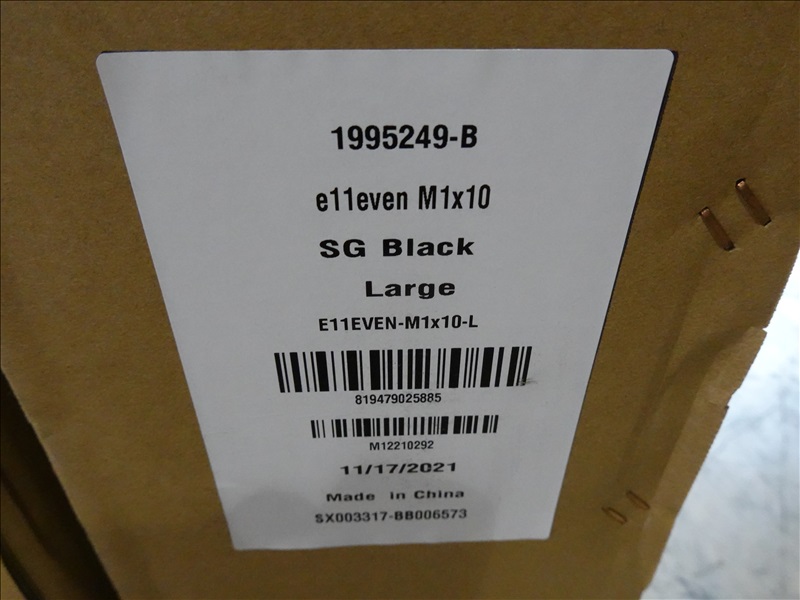 1995249-B
e11even M1x10
SG Black
Large
E11EVEN-M1x10-L
819479025885
M12210292
11/17/2021
Made in China
SX003317-BB006573